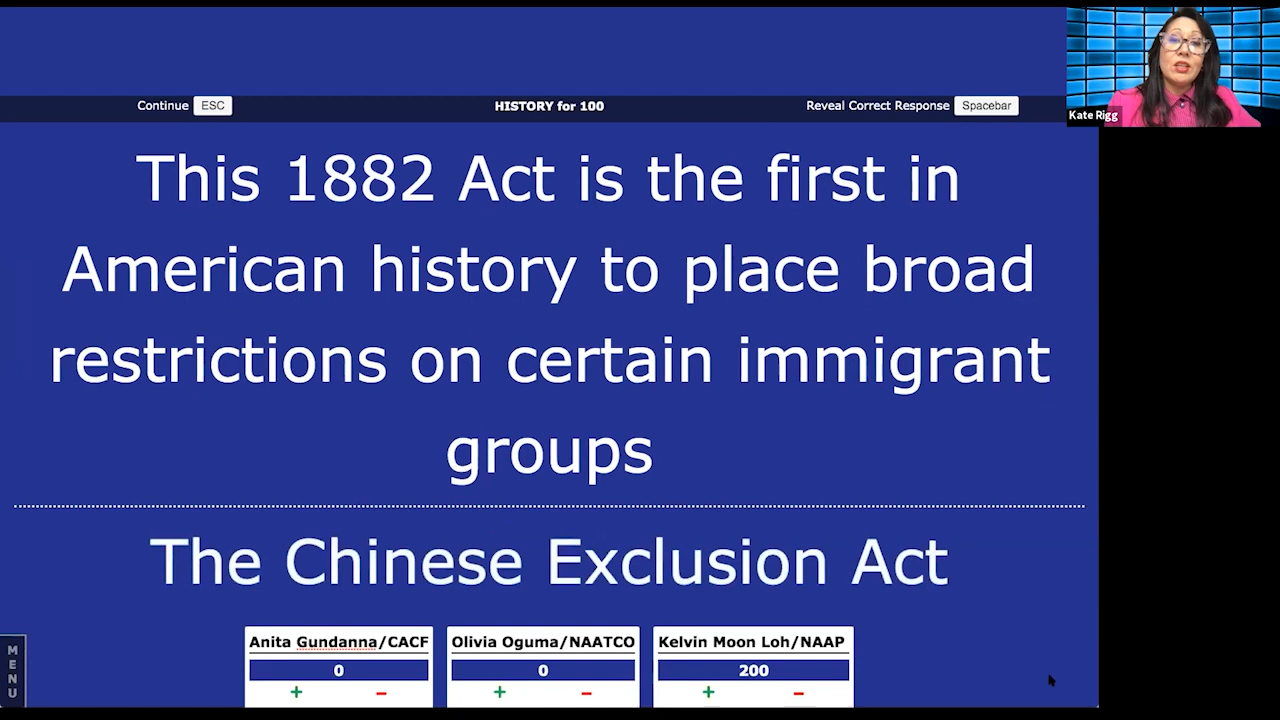 Continue ESC HISTORY for 100 Reveal Correct Response Spacebar
Kate Rigg
This 1882 Act is the first in
American history to place broad
restrictions on certain immigrant
groups
The Chinese Exclusion Act
Anita Gundanna/CACF Olivia Oguma/NAATCO Kelvin Moon Loh/NAAP
0 0 200
+ − + − + −
MENU